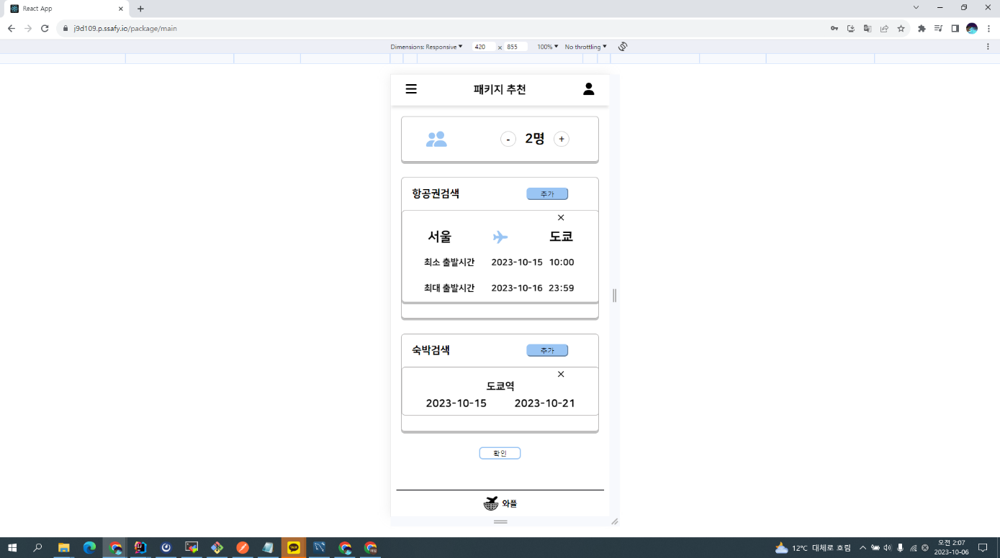 React App
j9d109.p.ssafy.io/package/main
Dimensions: Responsive ▼ 420 x 855 100% ▼ No throttling ▼
패키지 추천
- 2명 +
항공권검색 추가
서울 도쿄
최소 출발시간 2023-10-15 10:00
최대 출발시간 2023-10-16 23:59
숙박검색 추가
도쿄역
2023-10-15 2023-10-21
확인
와플
12°C 대체로 흐림
오전 2:07
2023-10-06